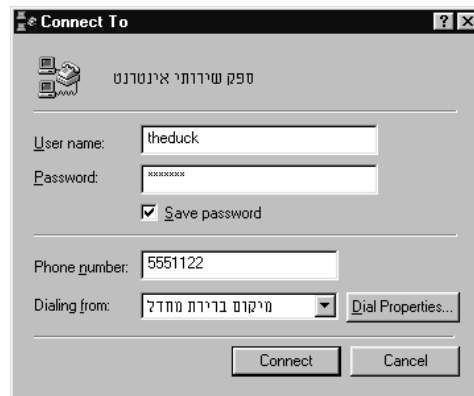 Connect To
ספק שירותי אינטרנט
User name: theduck
Password: *******
Save password
Phone number: 5551122
Dialing from: מיקום ברירת מחדל Dial Properties...
Connect Cancel